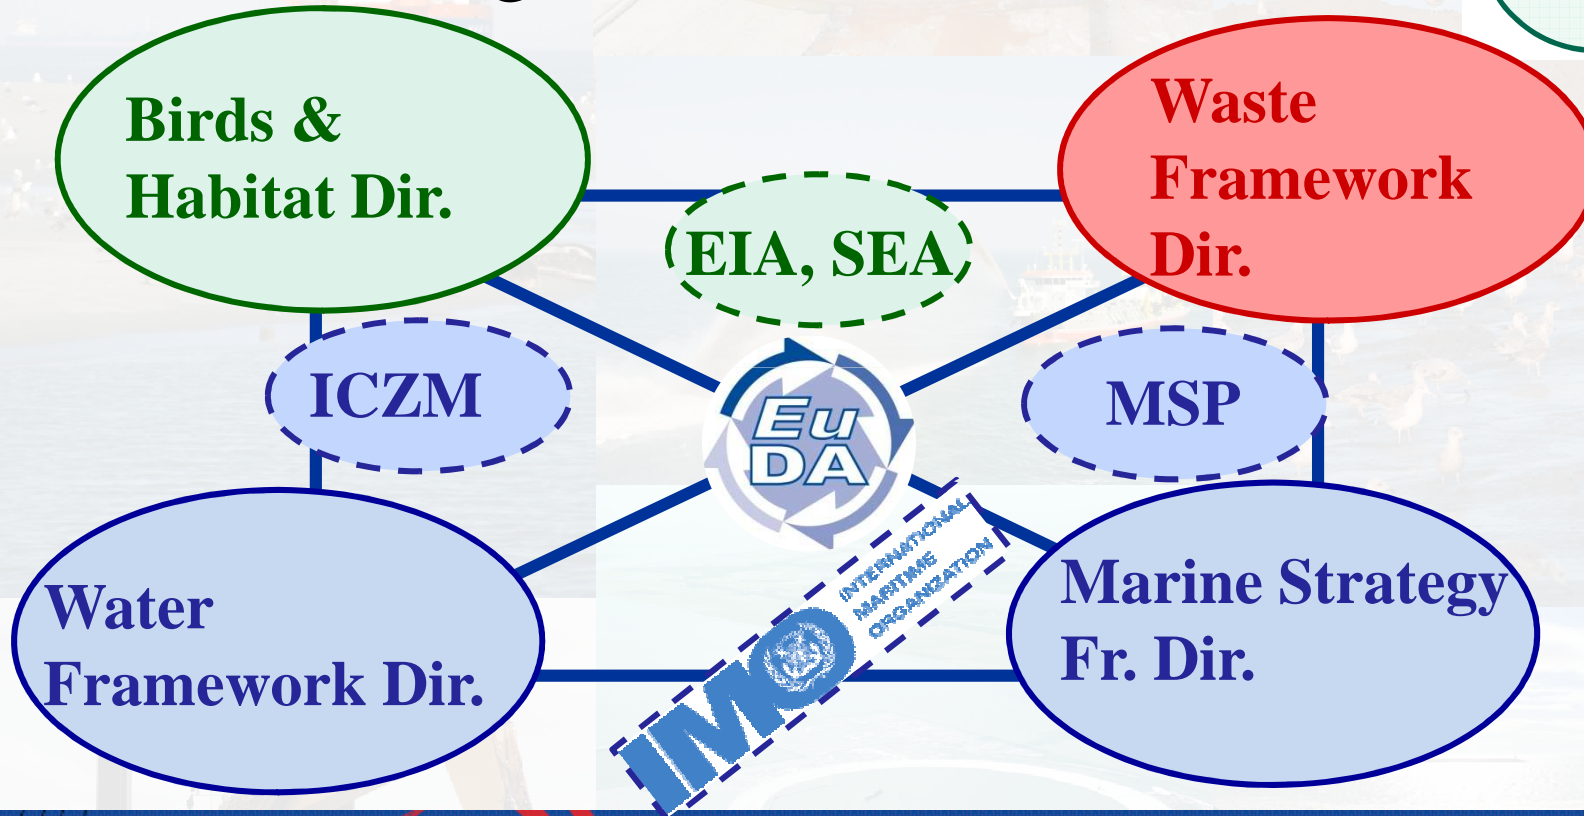 Birds &
Habitat Dir.
Waste
Framework
Dir.
EIA, SEA
ICZM
MSP
Eu
DA
INTERNATIONAL
MARITIME
ORGANIZATION
IMO
Water
Framework Dir.
Marine Strategy
Fr. Dir.